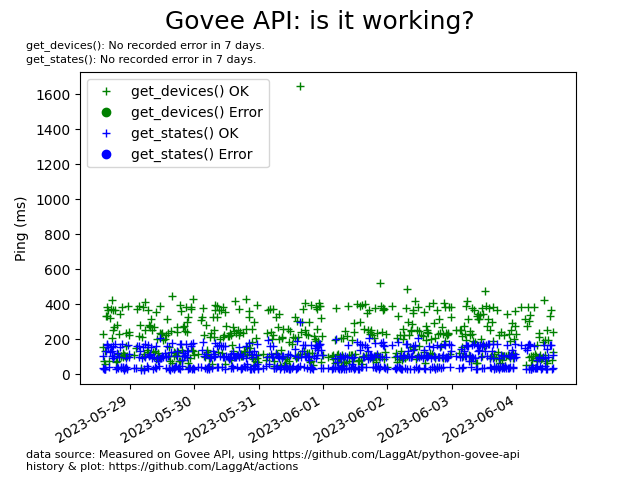 Govee API: is it working?
get_devices(): No recorded error in 7 days.
get_states(): No recorded error in 7 days.
get_devices() OK
get_devices() Error
get_states() OK
get_states() Error
Ping (ms)
1600
1400
1200
1000
800
600
400
200
0
2023-05-29
2023-05-30
2023-05-31
2023-06-01
2023-06-02
2023-06-03
2023-06-04
data source: Measured on Govee API, using https://github.com/LaggAt/python-govee-api
history & plot: https://github.com/LaggAt/actions